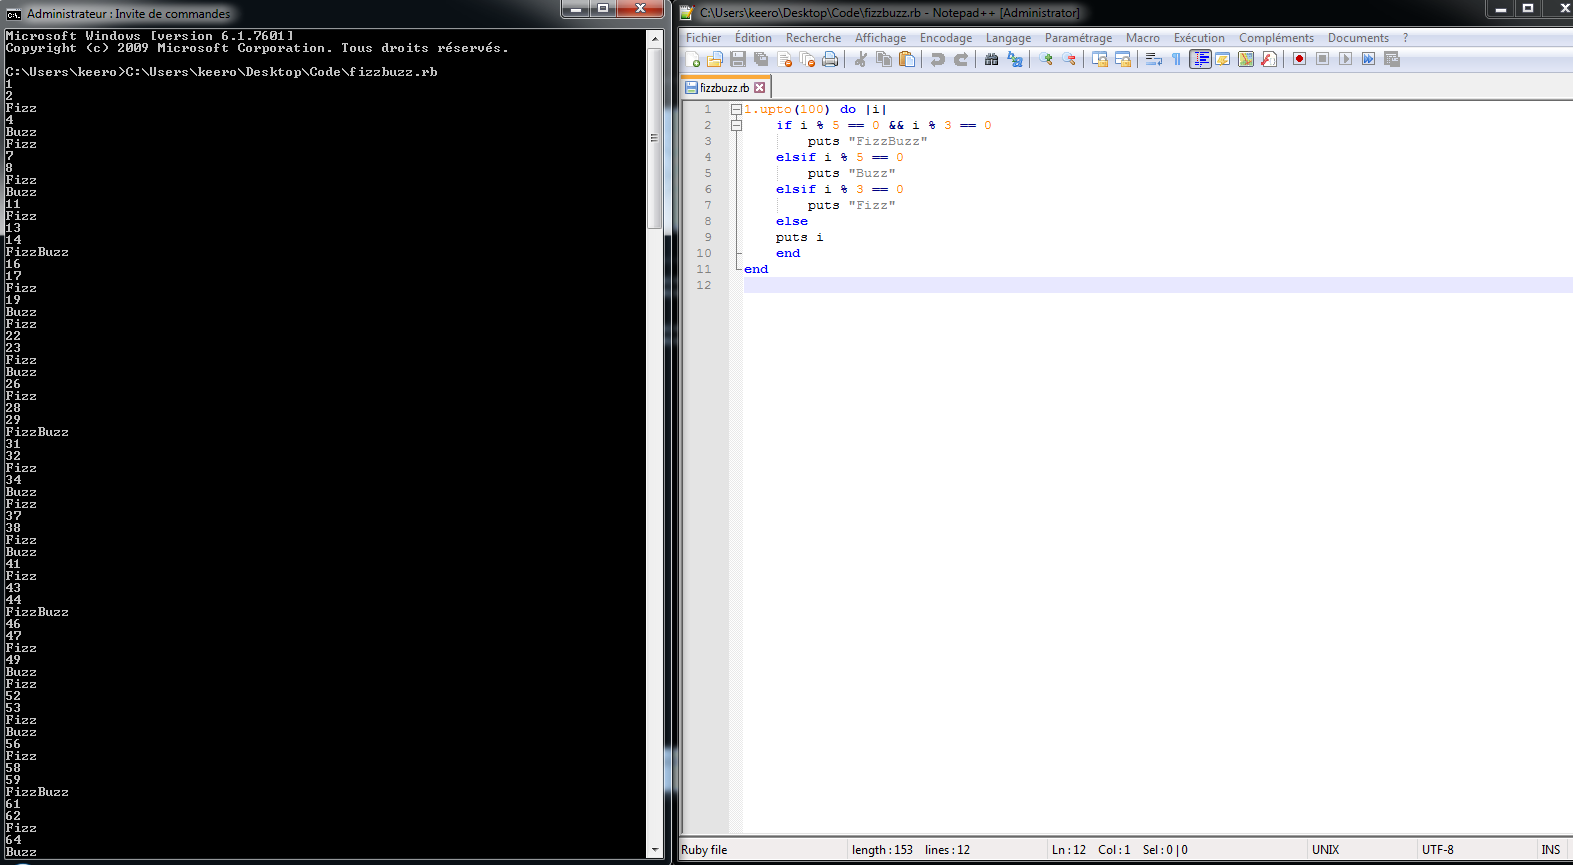 Administrateur : Invite de commandes
Microsoft Windows [version 6.1.7601]
Copyright (c) 2009 Microsoft Corporation. Tous droits réservés.
C:\Users\keero>C:\Users\keero\Desktop\Code\fizzbuzz.rb
1
2
Fizz
4
Buzz
Fizz
7
8
Fizz
Buzz
11
Fizz
13
14
FizzBuzz
16
17
Fizz
19
Buzz
Fizz
22
23
Fizz
Buzz
26
Fizz
28
29
FizzBuzz
31
32
Fizz
34
Buzz
Fizz
37
38
Fizz
Buzz
41
Fizz
43
44
FizzBuzz
46
47
Fizz
49
Buzz
Fizz
52
53
Fizz
Buzz
56
Fizz
58
59
FizzBuzz
61
62
Fizz
64
Buzz
C:\Users\keero\Desktop\Code\fizzbuzz.rb - Notepad++ [Administrator]
Fichier Édition Recherche Affichage Encodage Langage Paramétrage Macro Exécution Compléments Documents ?
fizzbuzz.rb
1 1.upto(100) do |i|
2 if i % 5 == 0 && i % 3 == 0
3 puts "FizzBuzz"
4 elsif i % 5 == 0
5 puts "Buzz"
6 elsif i % 3 == 0
7 puts "Fizz"
8 else
9 puts i
10 end
11 end
12
Ruby file length : 153 lines : 12 Ln : 12 Col : 1 Sel : 0 | 0 UNIX UTF-8 INS